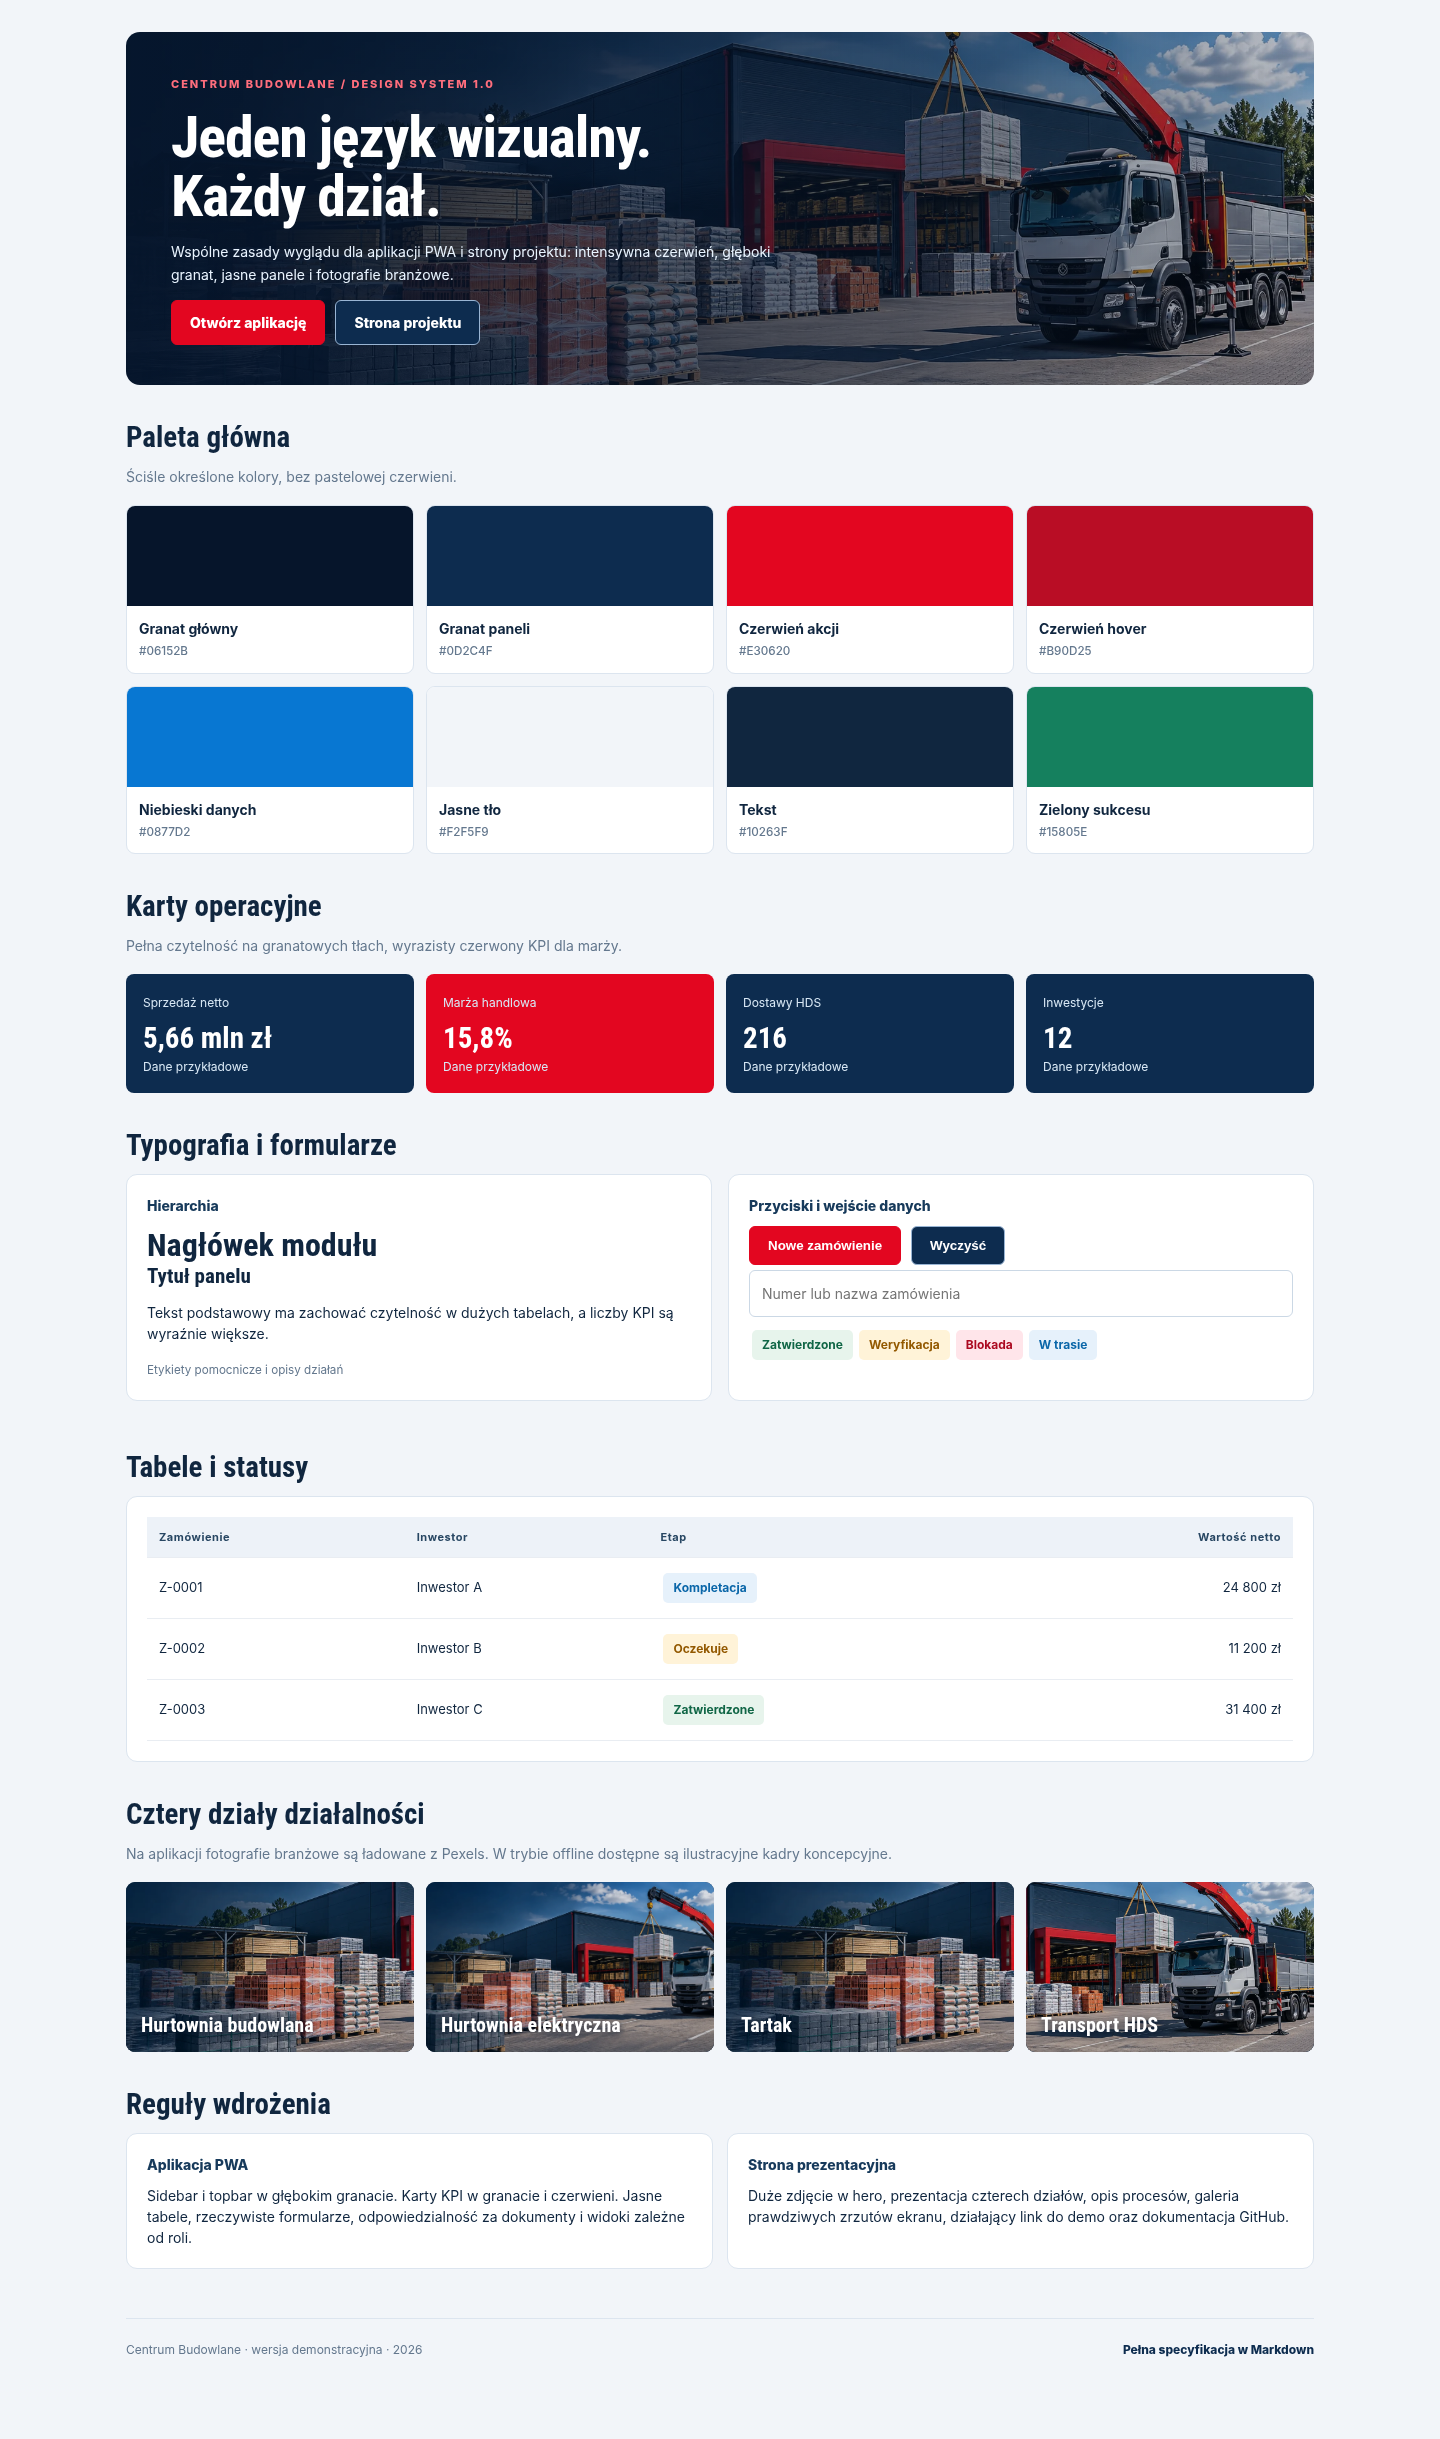 CENTRUM BUDOWLANE / DESIGN SYSTEM 1.0
Jeden język wizualny.
Każdy dział.
Wspólne zasady wyglądu dla aplikacji PWA i strony projektu: intensywna czerwień, głęboki
granat, jasne panele i fotografie branżowe.
Otwórz aplikację
Strona projektu
Paleta główna
Ściśle określone kolory, bez pastelowej czerwieni.
Granat główny
#06152B
Granat paneli
#0D2C4F
Czerwień akcji
#E30620
Czerwień hover
#B90D25
Niebieski danych
#0877D2
Jasne tło
#F2F5F9
Tekst
#10263F
Zielony sukcesu
#15805E
Karty operacyjne
Pełna czytelność na granatowych tłach, wyrazisty czerwony KPI dla marży.
Sprzedaż netto
5,66 mln zł
Dane przykładowe
Marża handlowa
15,8%
Dane przykładowe
Dostawy HDS
216
Dane przykładowe
Inwestycje
12
Dane przykładowe
Typografia i formularze
Hierarchia
Nagłówek modułu
Tytuł panelu
Tekst podstawowy ma zachować czytelność w dużych tabelach, a liczby KPI są
wyraźnie większe.
Etykiety pomocnicze i opisy działań
Przyciski i wejście danych
Nowe zamówienie
Wyczyść
Numer lub nazwa zamówienia
Zatwierdzone
Weryfikacja
Blokada
W trasie
Tabele i statusy
Zamówienie
Inwestor
Etap
Wartość netto
Z-0001
Inwestor A
Kompletacja
24 800 zł
Z-0002
Inwestor B
Oczekuje
11 200 zł
Z-0003
Inwestor C
Zatwierdzone
31 400 zł
Cztery działy działalności
Na aplikacji fotografie branżowe są ładowane z Pexels. W trybie offline dostępne są ilustracyjne kadry koncepcyjne.
Hurtownia budowlana
Hurtownia elektryczna
Tartak
Transport HDS
Reguły wdrożenia
Aplikacja PWA
Sidebar i topbar w głębokim granacie. Karty KPI w granacie i czerwieni. Jasne
tabele, rzeczywiste formularze, odpowiedzialność za dokumenty i widoki zależne
od roli.
Strona prezentacyjna
Duże zdjęcie w hero, prezentacja czterech działów, opis procesów, galeria
prawdziwych zrzutów ekranu, działający link do demo oraz dokumentacja GitHub.
Centrum Budowlane · wersja demonstracyjna · 2026
Pełna specyfikacja w Markdown